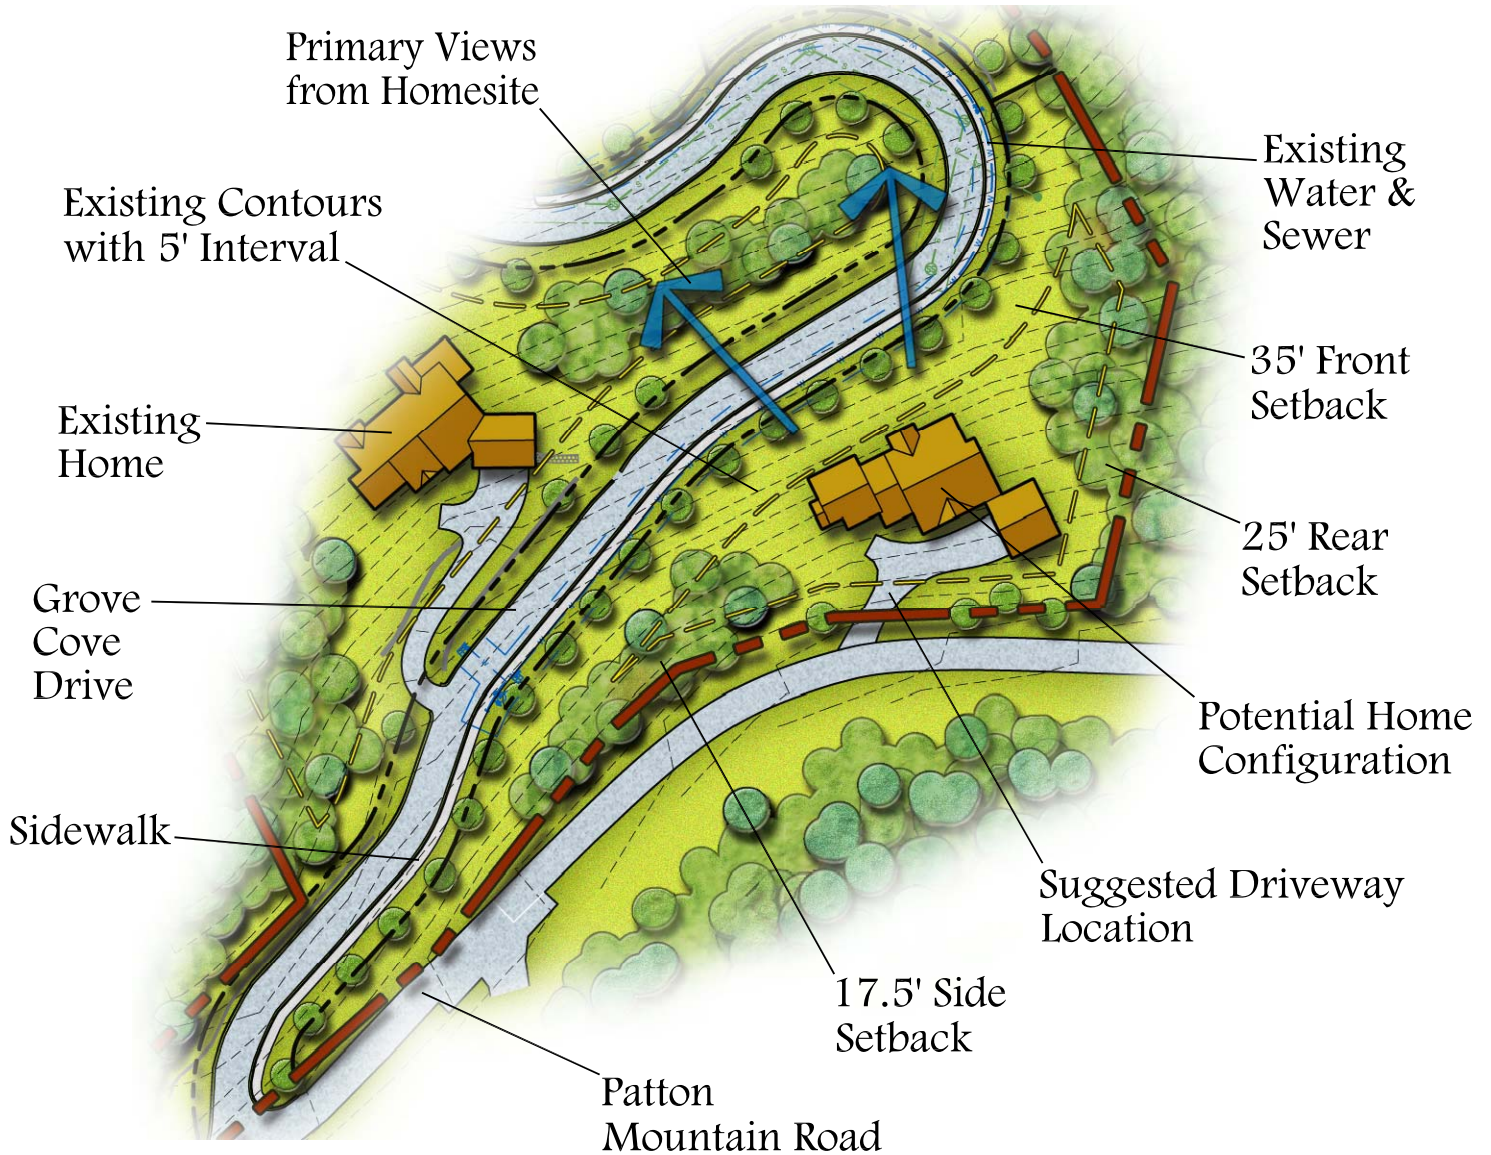 Primary Views
from Homesite
Existing Contours
with 5' Interval
Existing
Home
Grove
Cove
Drive
Sidewalk
Existing
Water &
Sewer
35' Front
Setback
25' Rear
Setback
Potential Home
Configuration
Suggested Driveway
Location
17.5' Side
Setback
Patton
Mountain Road